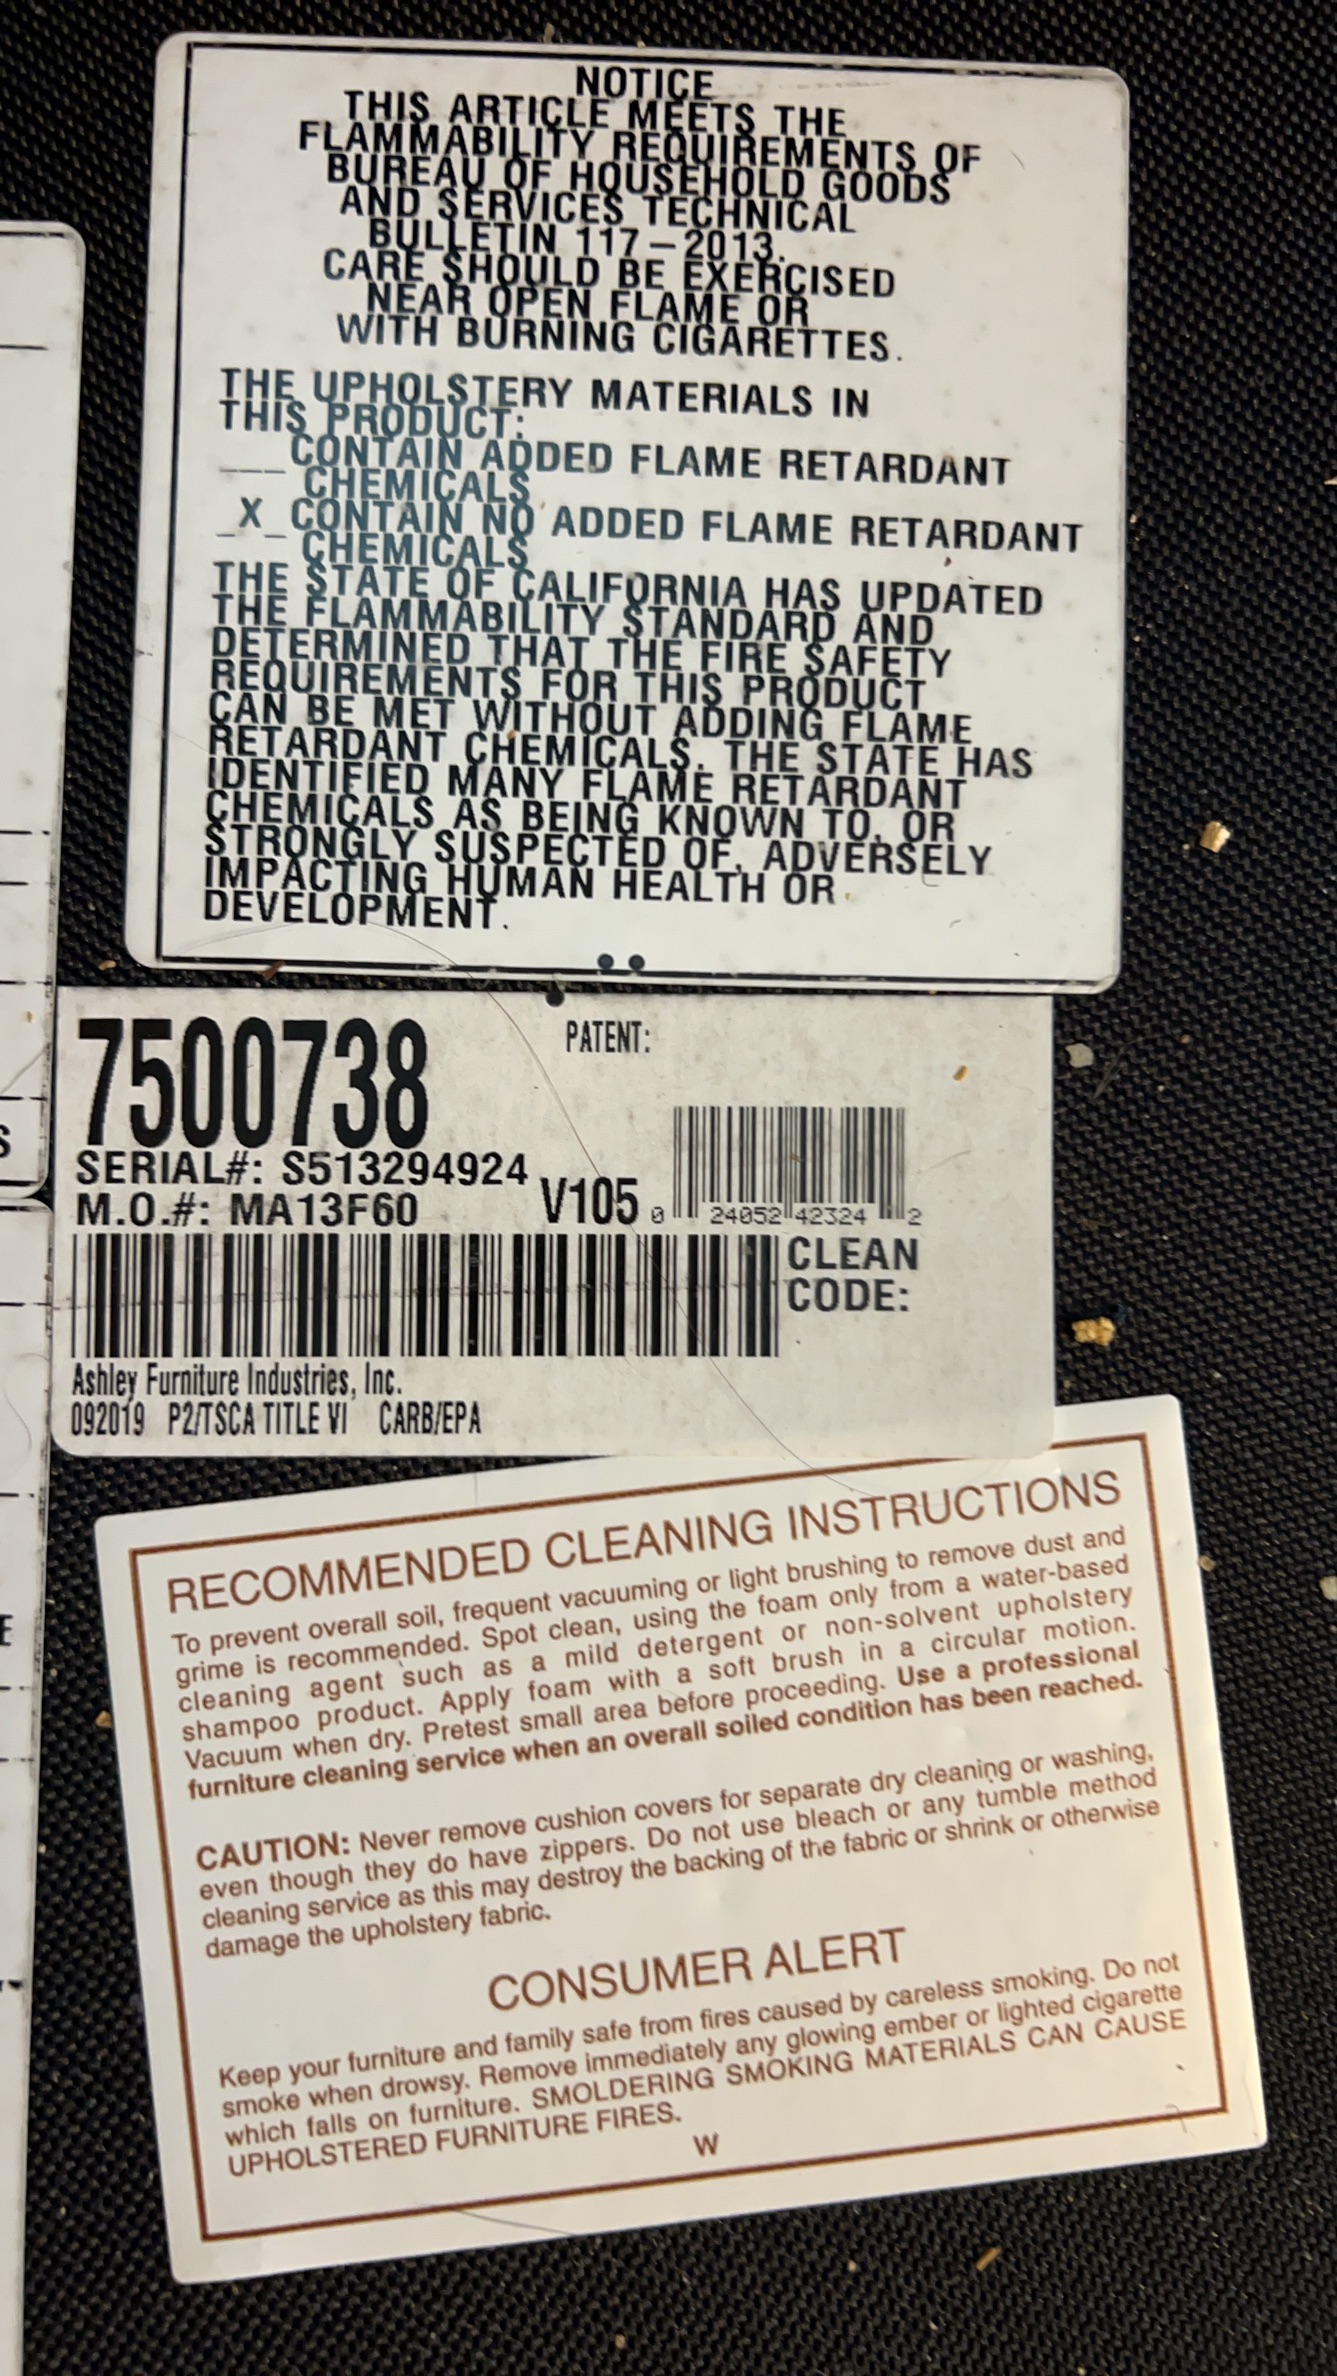 NOTICE
THIS ARTICLE MEETS THE
FLAMMABILITY REQUIREMENTS OF
BUREAU OF HOUSEHOLD GOODS
AND SERVICES TECHNICAL
BULLETIN 117-2013.
CARE SHOULD BE EXERCISED
NEAR OPEN FLAME OR
WITH BURNING CIGARETTES.
THE UPHOLSTERY MATERIALS IN
THIS PRODUCT:
___CONTAIN ADDED FLAME RETARDANT
CHEMICALS
_X_CONTAIN NO ADDED FLAME RETARDANT
CHEMICALS
THE STATE OF CALIFORNIA HAS UPDATED
THE FLAMMABILITY STANDARD AND
DETERMINED THAT THE FIRE SAFETY
REQUIREMENTS FOR THIS PRODUCT
CAN BE MET WITHOUT ADDING FLAME
RETARDANT CHEMICALS. THE STATE HAS
IDENTIFIED MANY FLAME RETARDANT
CHEMICALS AS BEING KNOWN TO, OR
STRONGLY SUSPECTED OF, ADVERSELY
IMPACTING HUMAN HEALTH OR
DEVELOPMENT.
7500738
PATENT:
SERIAL#: S513294924
M.O.#: MA13F60
V105
0 24052 42324 2
CLEAN
CODE:
Ashley Furniture Industries, Inc.
092019 P2/TSCA TITLE VI CARB/EPA
RECOMMENDED CLEANING INSTRUCTIONS
To prevent overall soil, frequent vacuuming or light brushing to remove dust and
grime is recommended. Spot clean, using the foam only from a water-based
cleaning agent such as a mild detergent or non-solvent upholstery
shampoo product. Apply foam with a soft brush in a circular motion.
Vacuum when dry. Pretest small area before proceeding. Use a professional
furniture cleaning service when an overall soiled condition has been reached.
CAUTION: Never remove cushion covers for separate dry cleaning or washing,
even though they do have zippers. Do not use bleach or any tumble method
cleaning service as this may destroy the backing of the fabric or shrink or otherwise
damage the upholstery fabric.
CONSUMER ALERT
Keep your furniture and family safe from fires caused by careless smoking. Do not
smoke when drowsy. Remove immediately any glowing ember or lighted cigarette
which falls on furniture. SMOLDERING SMOKING MATERIALS CAN CAUSE
UPHOLSTERED FURNITURE FIRES.
W